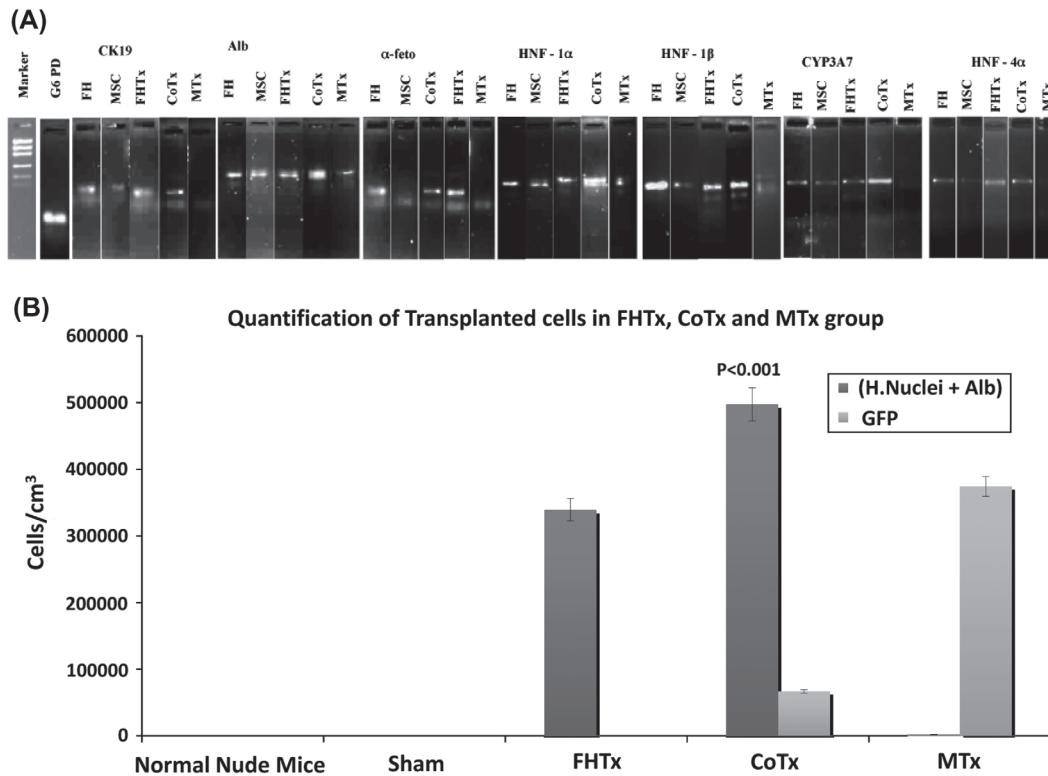 (A)
CK19
Alb
α-feto
HNF - 1α
HNF - 1β
CYP3A7
HNF - 4α
Marker
G6 PD
FH
MSC
FHTx
CoTx
MTx
FH
MSC
FHTx
CoTx
MTx
FH
MSC
CoTx
FHTx
MTx
FH
MSC
FHTx
CoTx
MTx
FH
MSC
FHTx
CoTx
MTx
FH
MSC
FHTx
CoTx
MTx
FH
MSC
FHTx
CoTx
MTx
(B)
Quantification of Transplanted cells in FHTx, CoTx and MTx group
Cells/cm³
600000
500000
400000
300000
200000
100000
0
P<0.001
(H.Nuclei + Alb)
GFP
Normal Nude Mice
Sham
FHTx
CoTx
MTx